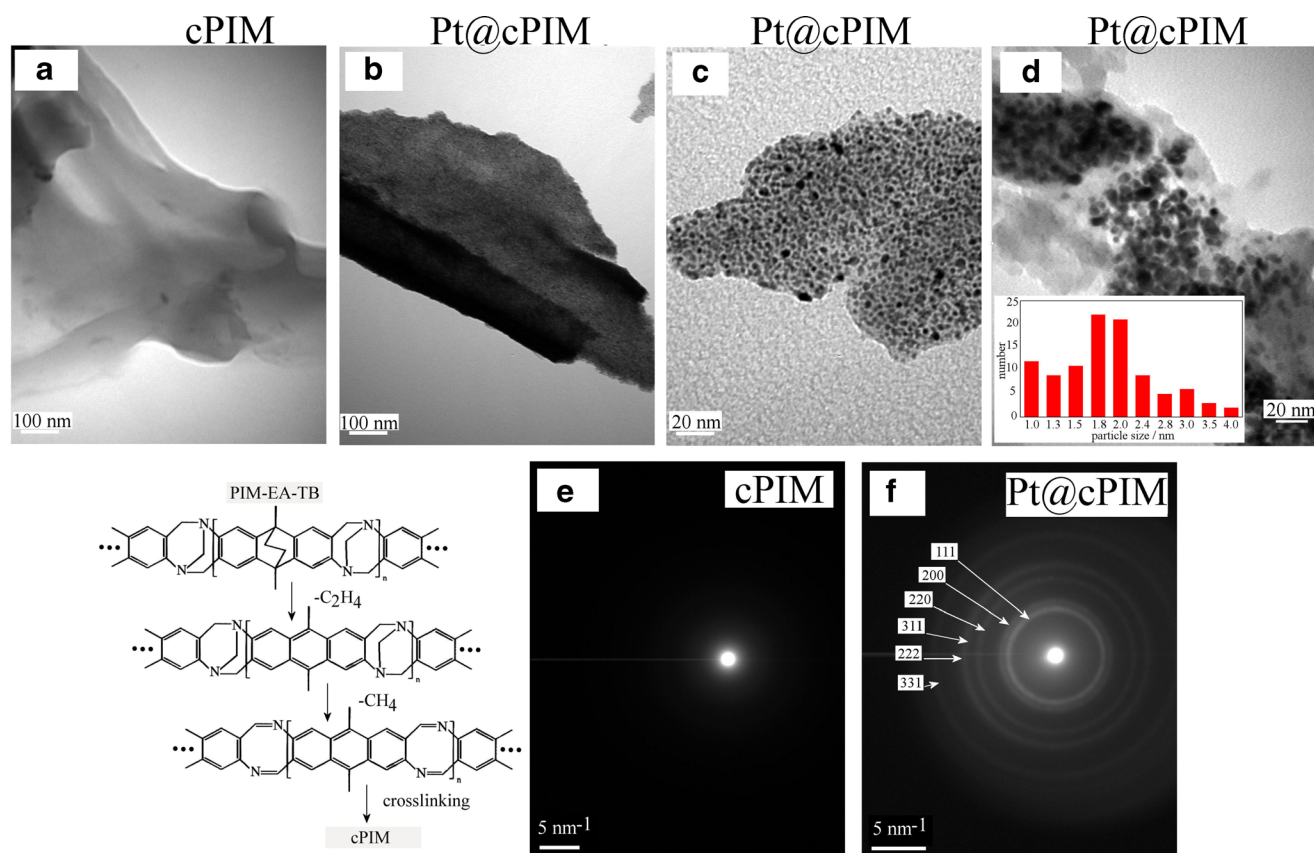 cPIM
Pt@cPIM
Pt@cPIM
Pt@cPIM
a
b
c
d
100 nm
100 nm
20 nm
20 nm
25
20
15
10
5
0
number
1.0 1.3 1.5 1.8 2.0 2.4 2.8 3.0 3.5 4.0
particle size / nm
PIM-EA-TB
N
N
N
N
n
-C2H4
N
N
N
N
n
-CH4
N
N
N
N
n
crosslinking
cPIM
e
cPIM
5 nm-1
f
Pt@cPIM
111
200
220
311
222
331
5 nm-1